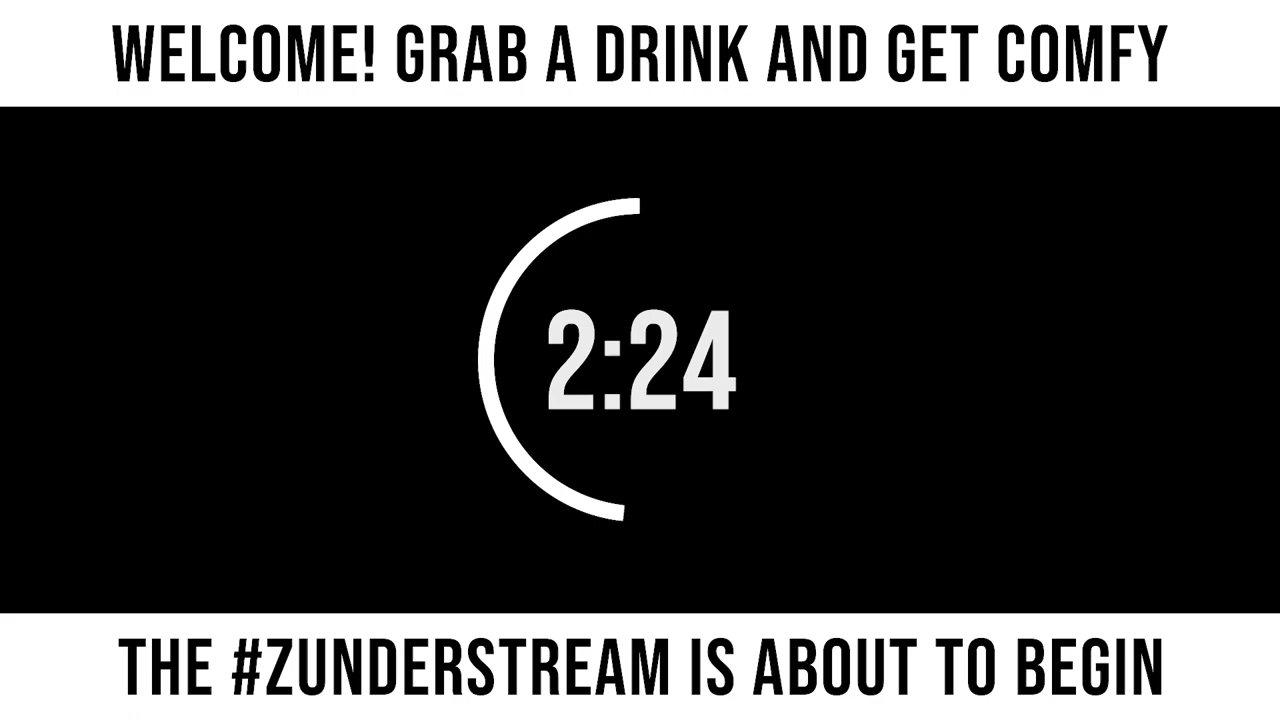 WELCOME! GRAB A DRINK AND GET COMFY
2:24
THE #ZUNDERSTREAM IS ABOUT TO BEGIN